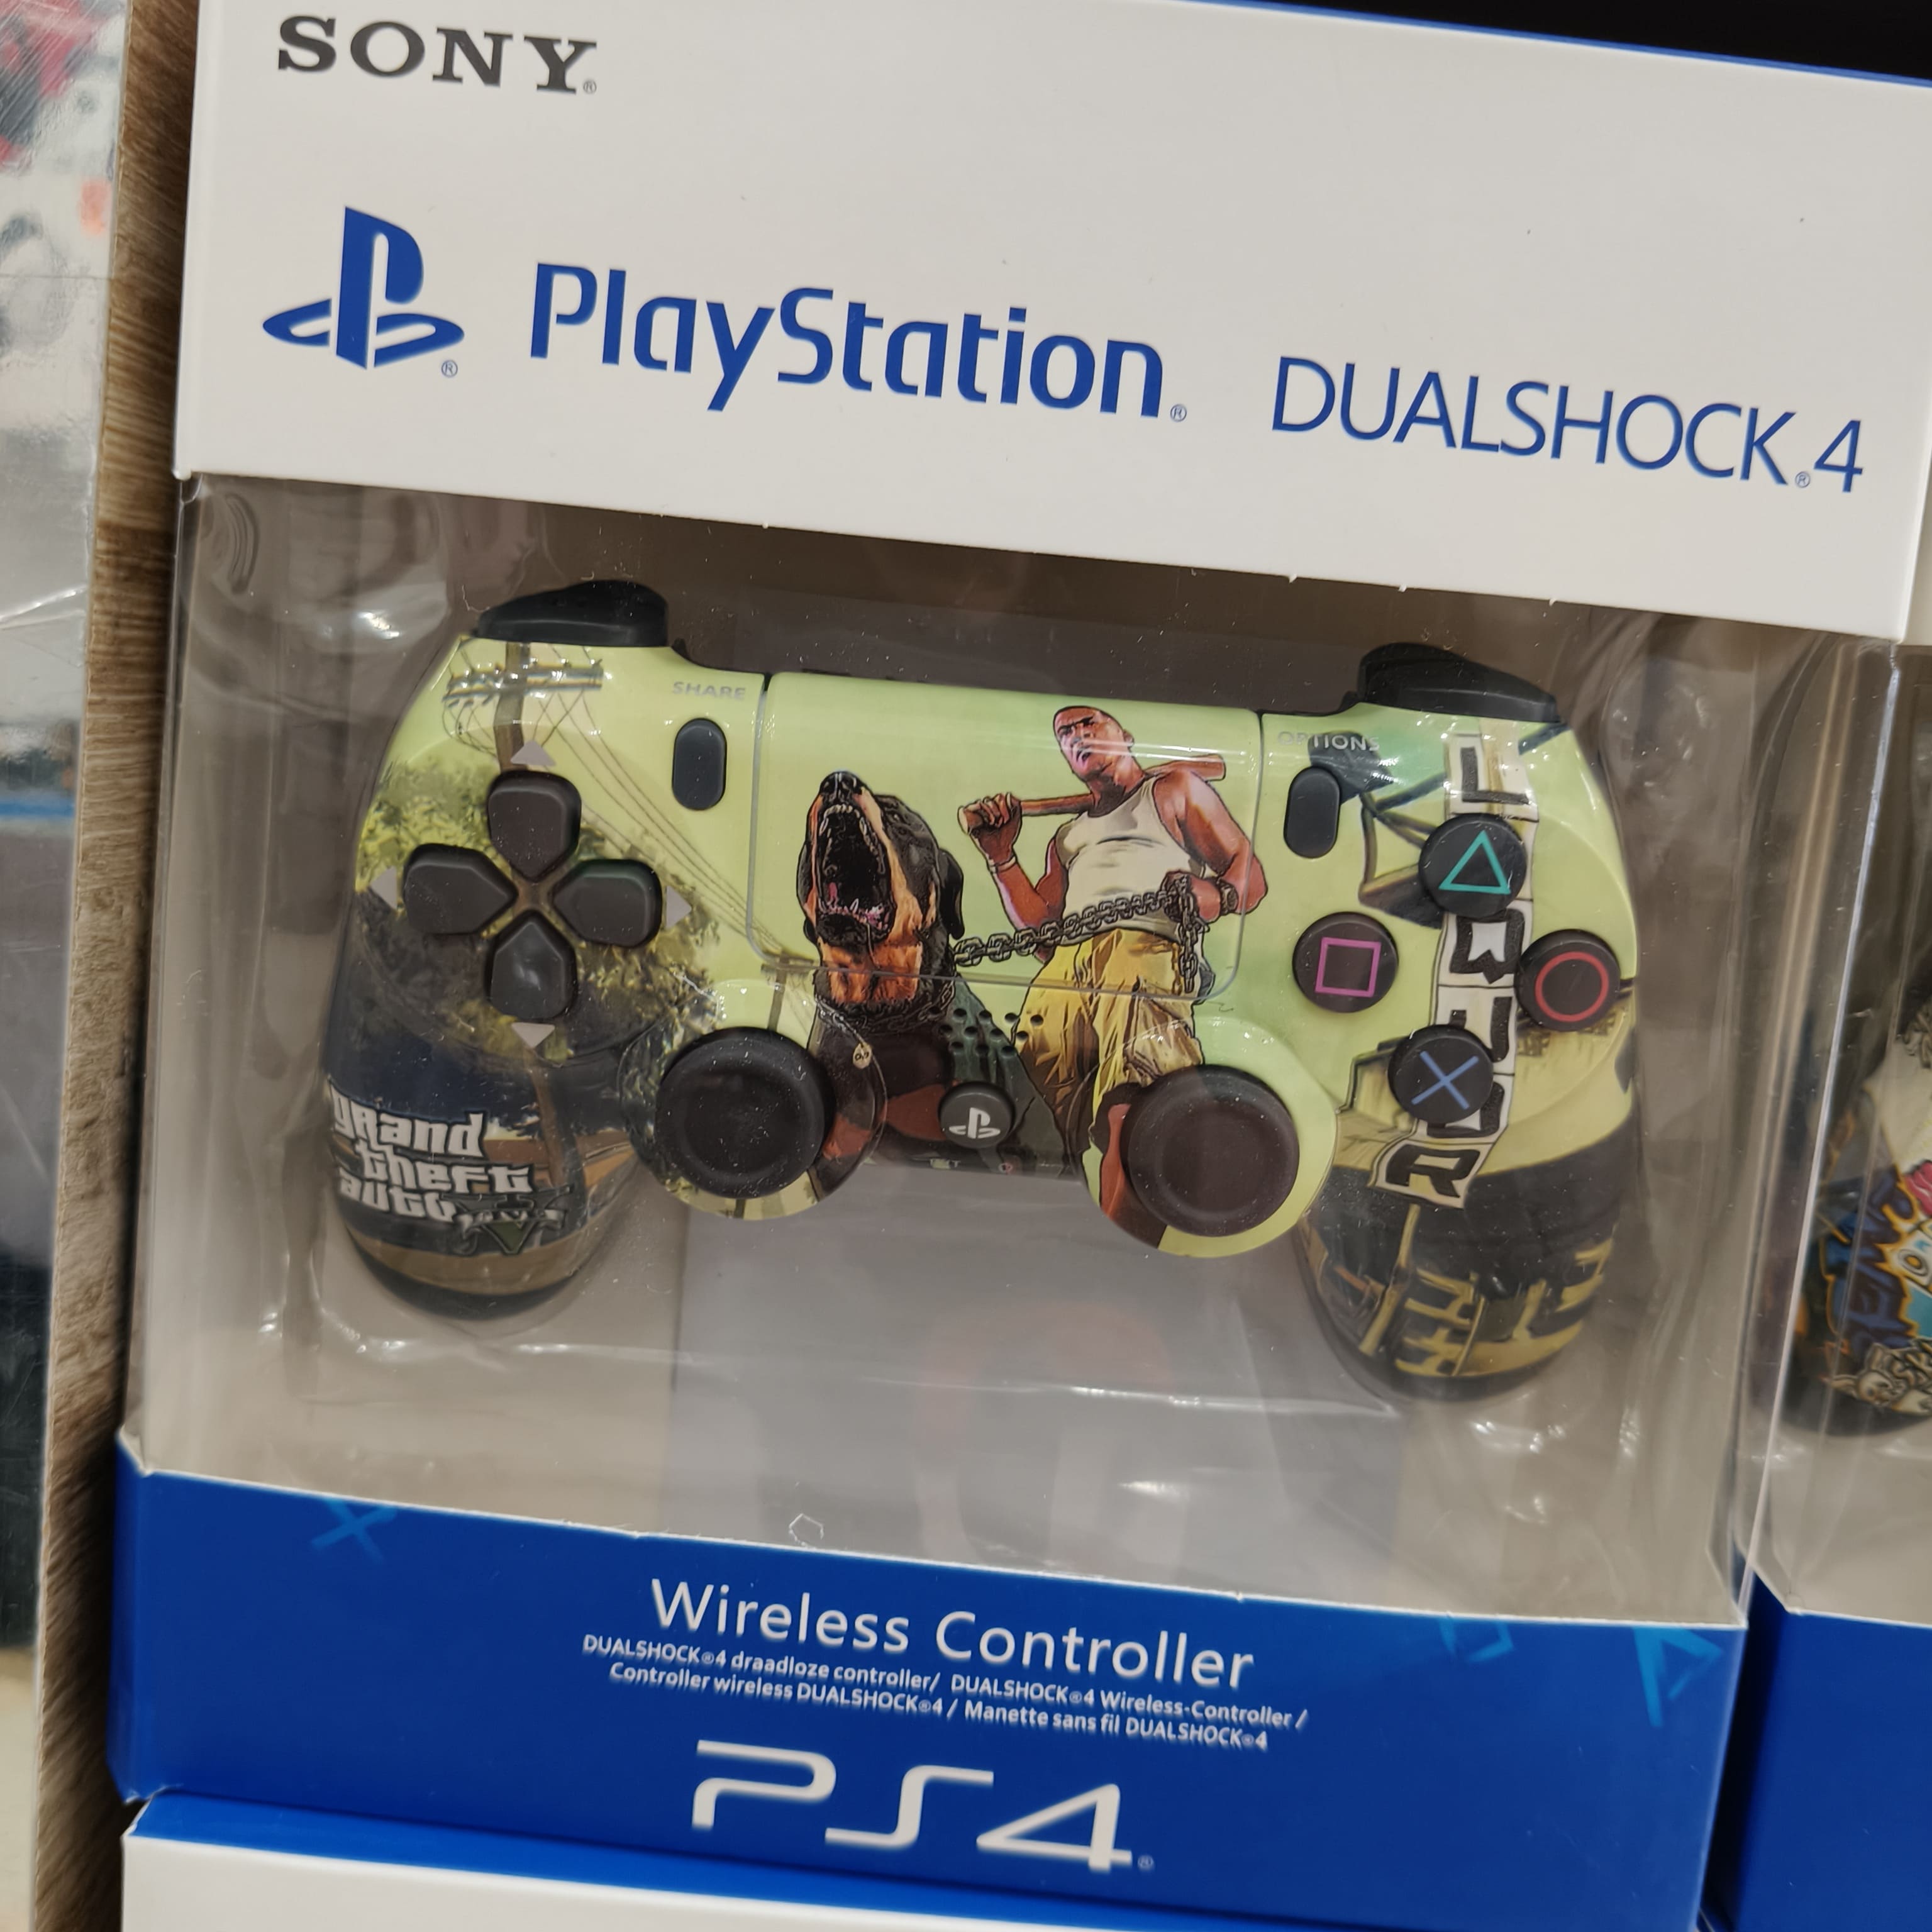 SONY®
PlayStation® DUALSHOCK®4
SHARE
OPTIONS
grand
theft
auto
FIVE
Wireless Controller
DUALSHOCK®4 draadloze controller/ DUALSHOCK®4 Wireless-Controller /
Controller wireless DUALSHOCK®4 / Manette sans fil DUALSHOCK®4
PS4®